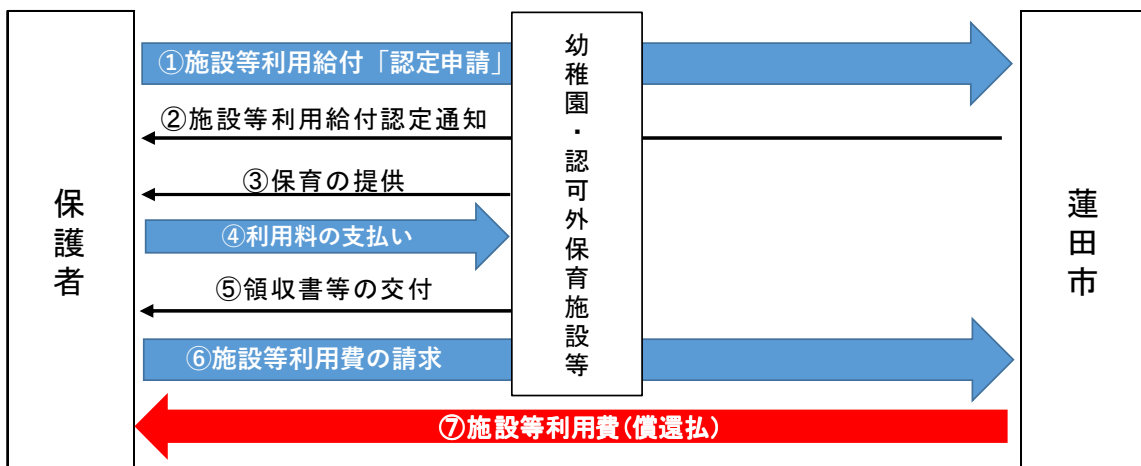 保護者
①施設等利用給付「認定申請」
②施設等利用給付認定通知
③保育の提供
④利用料の支払い
⑤領収書等の交付
⑥施設等利用費の請求
⑦施設等利用費(償還払)
幼稚園・認可外保育施設等
蓮田市